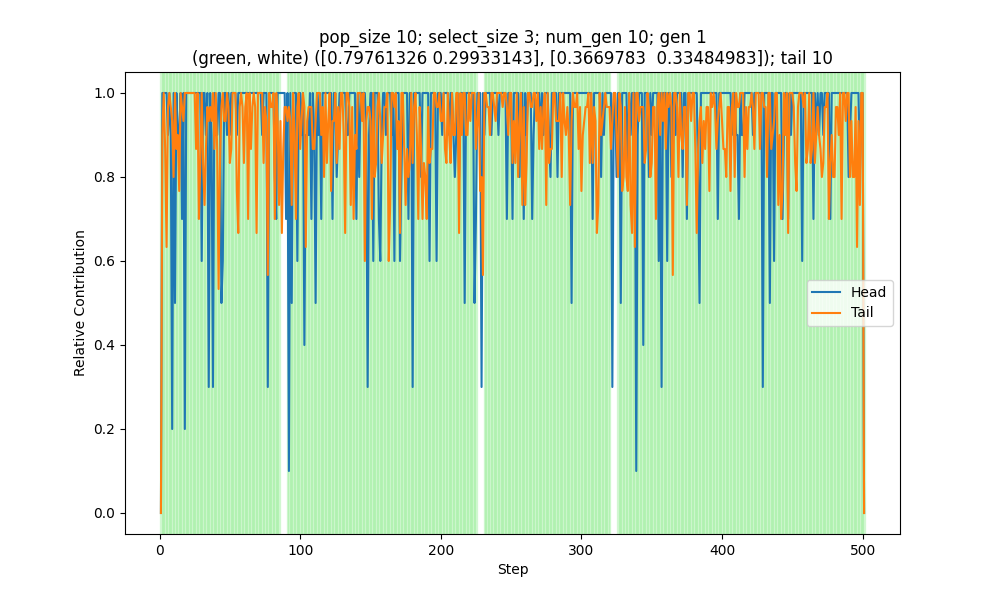 pop_size 10; select_size 3; num_gen 10; gen 1
(green, white) ([0.79761326 0.29933143], [0.3669783  0.33484983]); tail 10
Relative Contribution
1.0
0.8
0.6
0.4
0.2
0.0
Head
Tail
0 100 200 300 400 500
Step